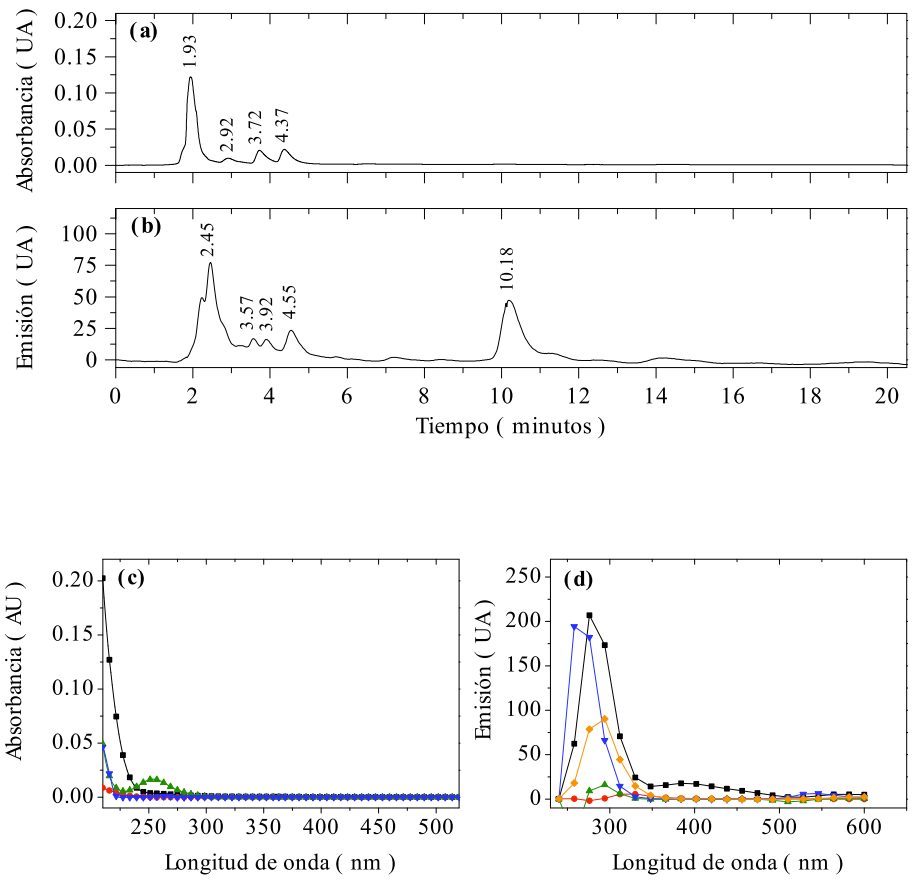 (a)
Absorbancia ( UA )
0.20
0.15
0.10
0.05
0.00
1.93
2.92
3.72
4.37
(b)
Emisión ( UA )
100
75
50
25
0
2.45
3.57
3.92
4.55
10.18
0 2 4 6 8 10 12 14 16 18 20
Tiempo ( minutos )
(c)
Absorbancia ( AU )
0.20
0.15
0.10
0.05
0.00
250 300 350 400 450 500
Longitud de onda ( nm )
(d)
Emisión ( UA )
250
200
150
100
50
0
300 400 500 600
Longitud de onda ( nm )